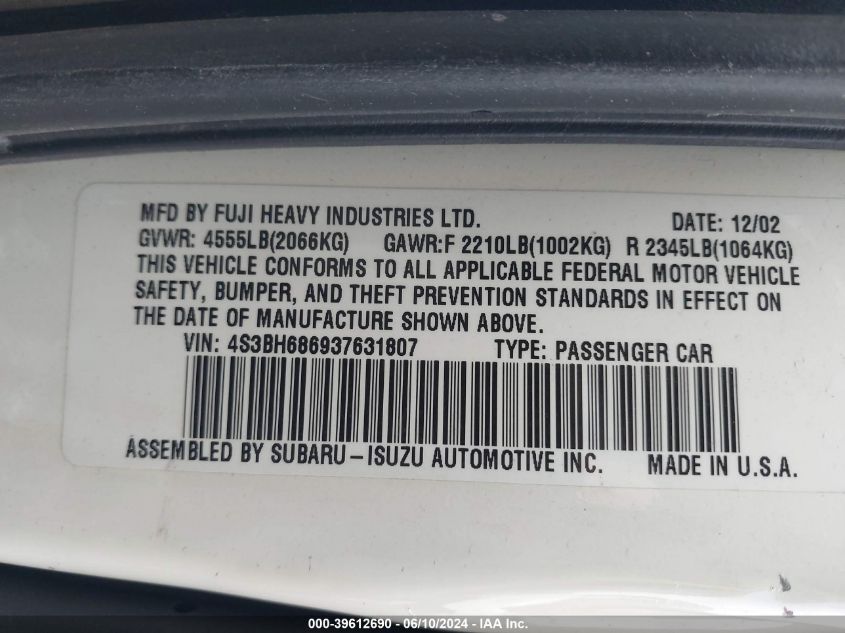 MFD BY FUJI HEAVY INDUSTRIES LTD. DATE: 12/02
GVWR: 4555LB(2066KG) GAWR:F 2210LB(1002KG) R 2345LB(1064KG)
THIS VEHICLE CONFORMS TO ALL APPLICABLE FEDERAL MOTOR VEHICLE
SAFETY, BUMPER, AND THEFT PREVENTION STANDARDS IN EFFECT ON
THE DATE OF MANUFACTURE SHOWN ABOVE.
VIN: 4S3BH686937631807 TYPE: PASSENGER CAR
ASSEMBLED BY SUBARU-ISUZU AUTOMOTIVE INC. MADE IN U.S.A.
000-39612690 - 06/10/2024 - IAA Inc.